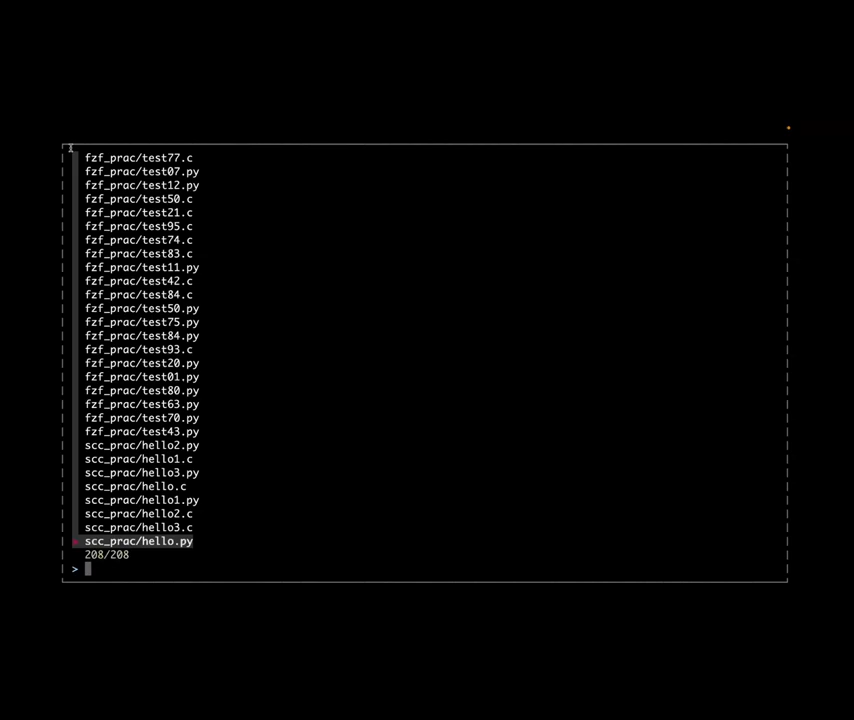 fzf_prac/test77.c
fzf_prac/test07.py
fzf_prac/test12.py
fzf_prac/test50.c
fzf_prac/test21.c
fzf_prac/test95.c
fzf_prac/test74.c
fzf_prac/test83.c
fzf_prac/test11.py
fzf_prac/test42.c
fzf_prac/test84.c
fzf_prac/test50.py
fzf_prac/test75.py
fzf_prac/test84.py
fzf_prac/test93.c
fzf_prac/test20.py
fzf_prac/test01.py
fzf_prac/test80.py
fzf_prac/test63.py
fzf_prac/test70.py
fzf_prac/test43.py
scc_prac/hello2.py
scc_prac/hello1.c
scc_prac/hello3.py
scc_prac/hello.c
scc_prac/hello1.py
scc_prac/hello2.c
scc_prac/hello3.c
scc_prac/hello.py
208/208
>